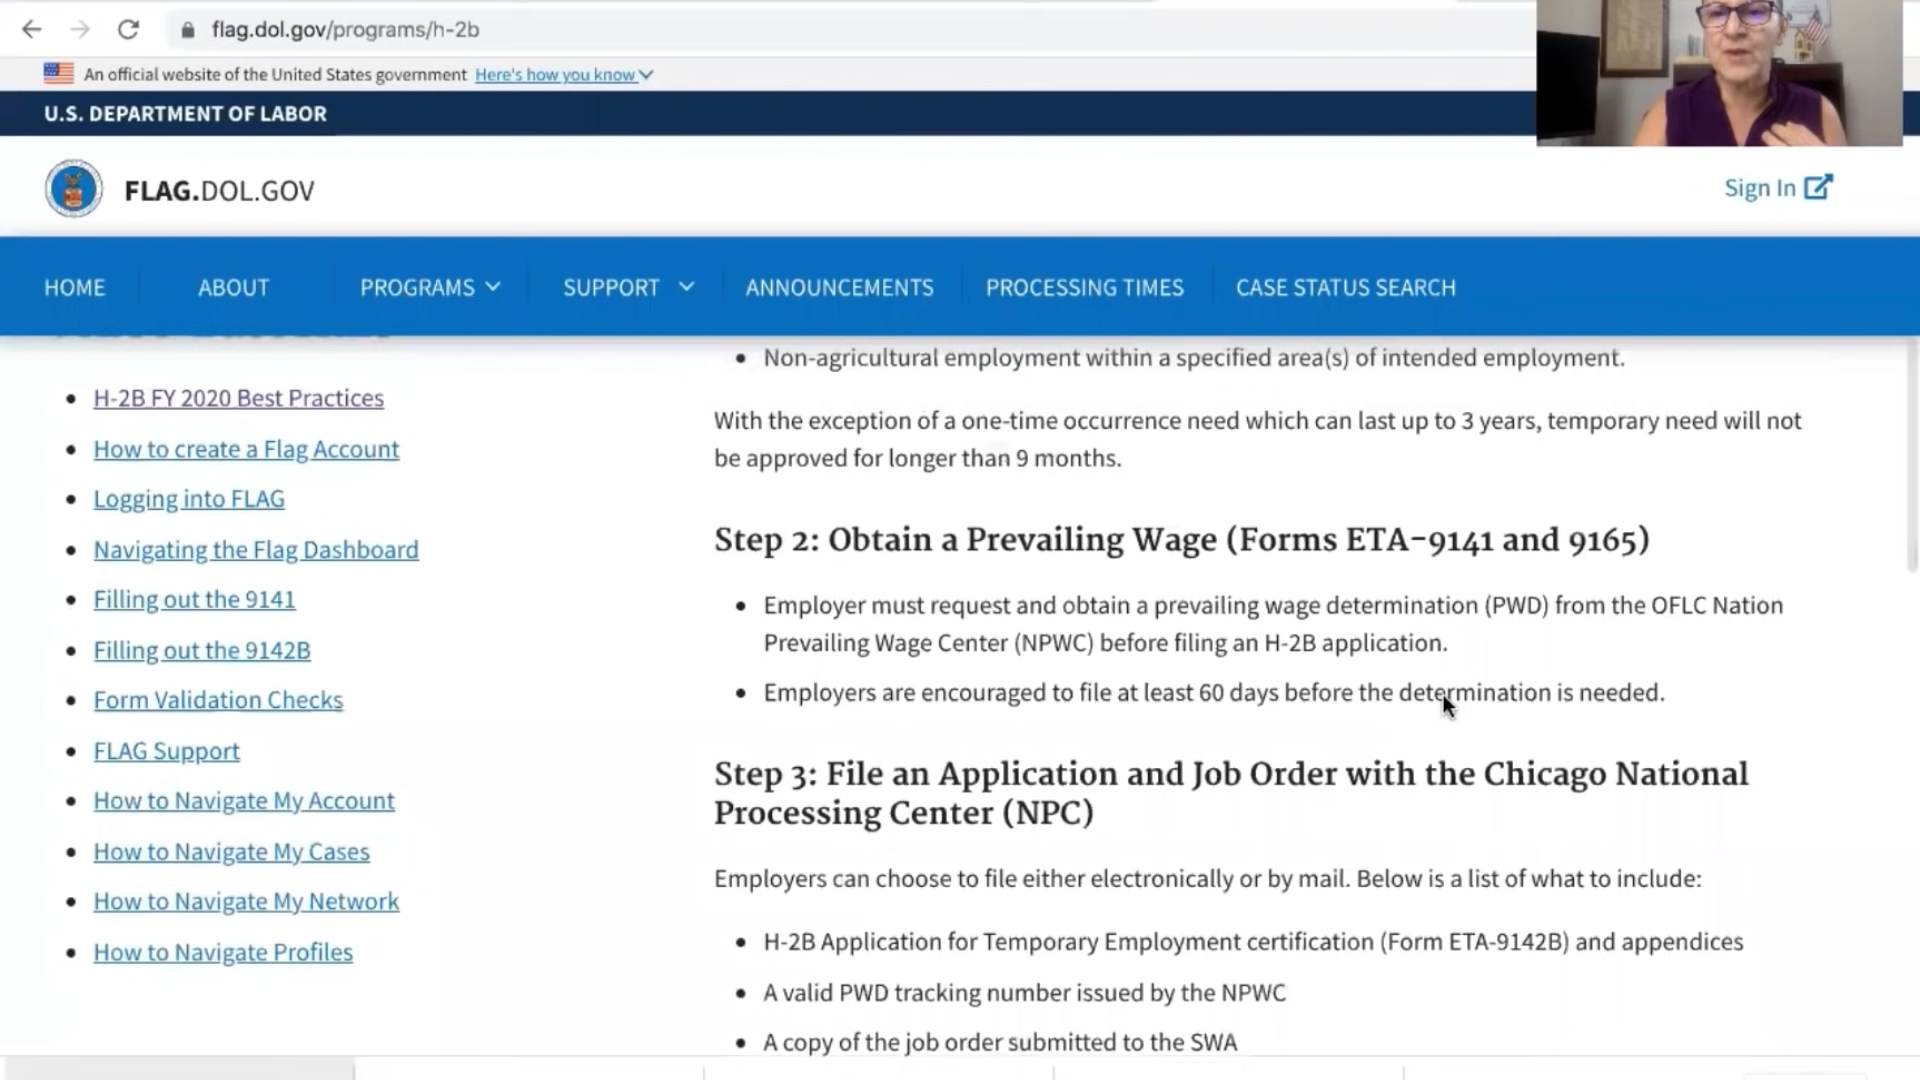 flag.dol.gov/programs/h-2b
An official website of the United States government Here's how you know
U.S. DEPARTMENT OF LABOR
FLAG.DOL.GOV
Sign In
HOME ABOUT PROGRAMS SUPPORT ANNOUNCEMENTS PROCESSING TIMES CASE STATUS SEARCH
H-2B FY 2020 Best Practices
How to create a Flag Account
Logging into FLAG
Navigating the Flag Dashboard
Filling out the 9141
Filling out the 9142B
Form Validation Checks
FLAG Support
How to Navigate My Account
How to Navigate My Cases
How to Navigate My Network
How to Navigate Profiles
Non-agricultural employment within a specified area(s) of intended employment.
With the exception of a one-time occurrence need which can last up to 3 years, temporary need will not
be approved for longer than 9 months.
Step 2: Obtain a Prevailing Wage (Forms ETA-9141 and 9165)
Employer must request and obtain a prevailing wage determination (PWD) from the OFLC Nation
Prevailing Wage Center (NPWC) before filing an H-2B application.
Employers are encouraged to file at least 60 days before the determination is needed.
Step 3: File an Application and Job Order with the Chicago National
Processing Center (NPC)
Employers can choose to file either electronically or by mail. Below is a list of what to include:
H-2B Application for Temporary Employment certification (Form ETA-9142B) and appendices
A valid PWD tracking number issued by the NPWC
A copy of the job order submitted to the SWA